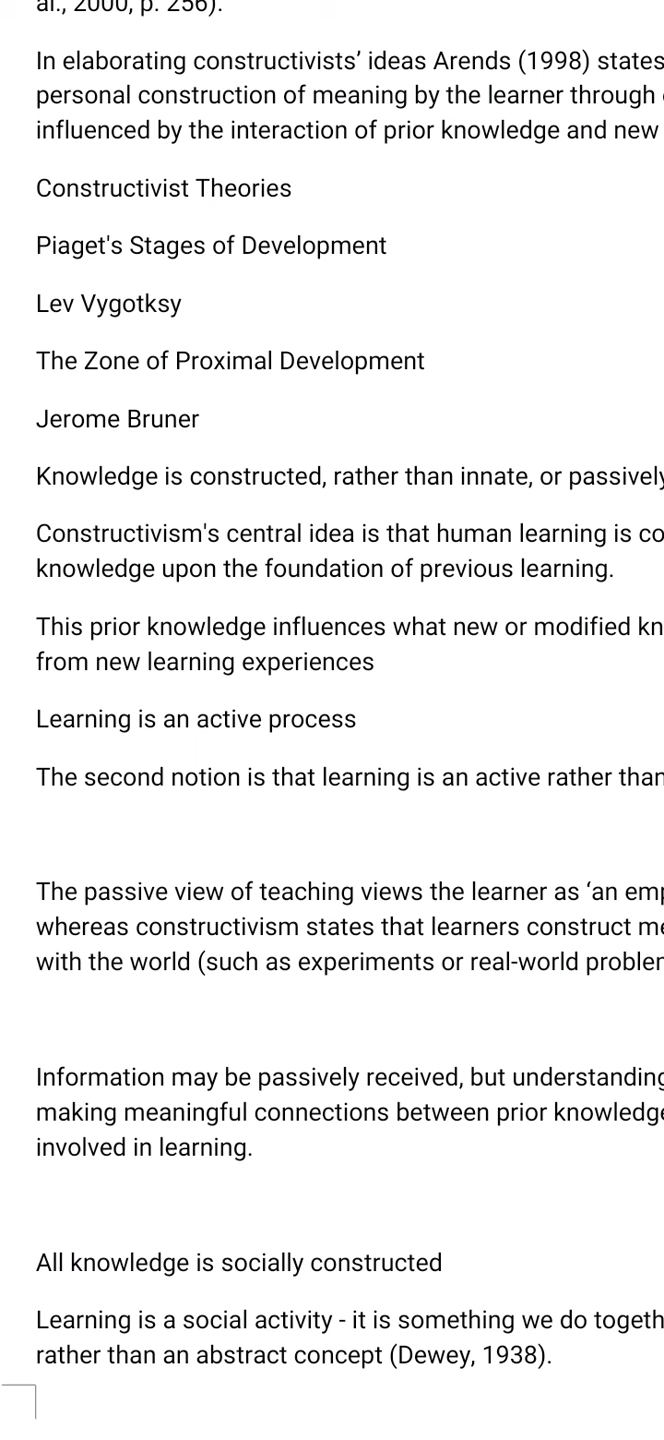 al., 2000, p. 256).
In elaborating constructivists’ ideas Arends (1998) states
personal construction of meaning by the learner through
influenced by the interaction of prior knowledge and new
Constructivist Theories
Piaget's Stages of Development
Lev Vygotksy
The Zone of Proximal Development
Jerome Bruner
Knowledge is constructed, rather than innate, or passively
Constructivism's central idea is that human learning is co
knowledge upon the foundation of previous learning.
This prior knowledge influences what new or modified kn
from new learning experiences
Learning is an active process
The second notion is that learning is an active rather than
The passive view of teaching views the learner as ‘an emp
whereas constructivism states that learners construct me
with the world (such as experiments or real-world problem
Information may be passively received, but understanding
making meaningful connections between prior knowledge
involved in learning.
All knowledge is socially constructed
Learning is a social activity - it is something we do togeth
rather than an abstract concept (Dewey, 1938).